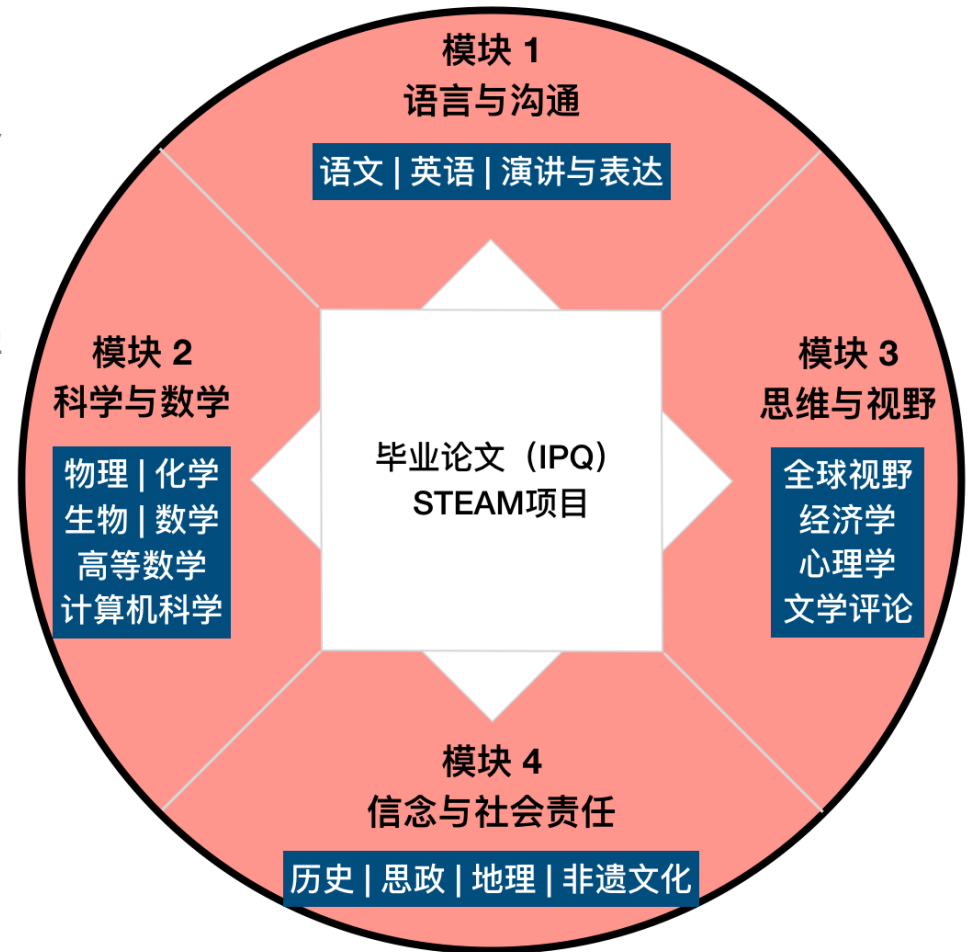 模块 1
语言与沟通
语文 | 英语 | 演讲与表达
模块 2
科学与数学
物理 | 化学
生物 | 数学
高等数学
计算机科学
毕业论文（IPQ）
STEAM项目
模块 3
思维与视野
全球视野
经济学
心理学
文学评论
模块 4
信念与社会责任
历史 | 思政 | 地理 | 非遗文化